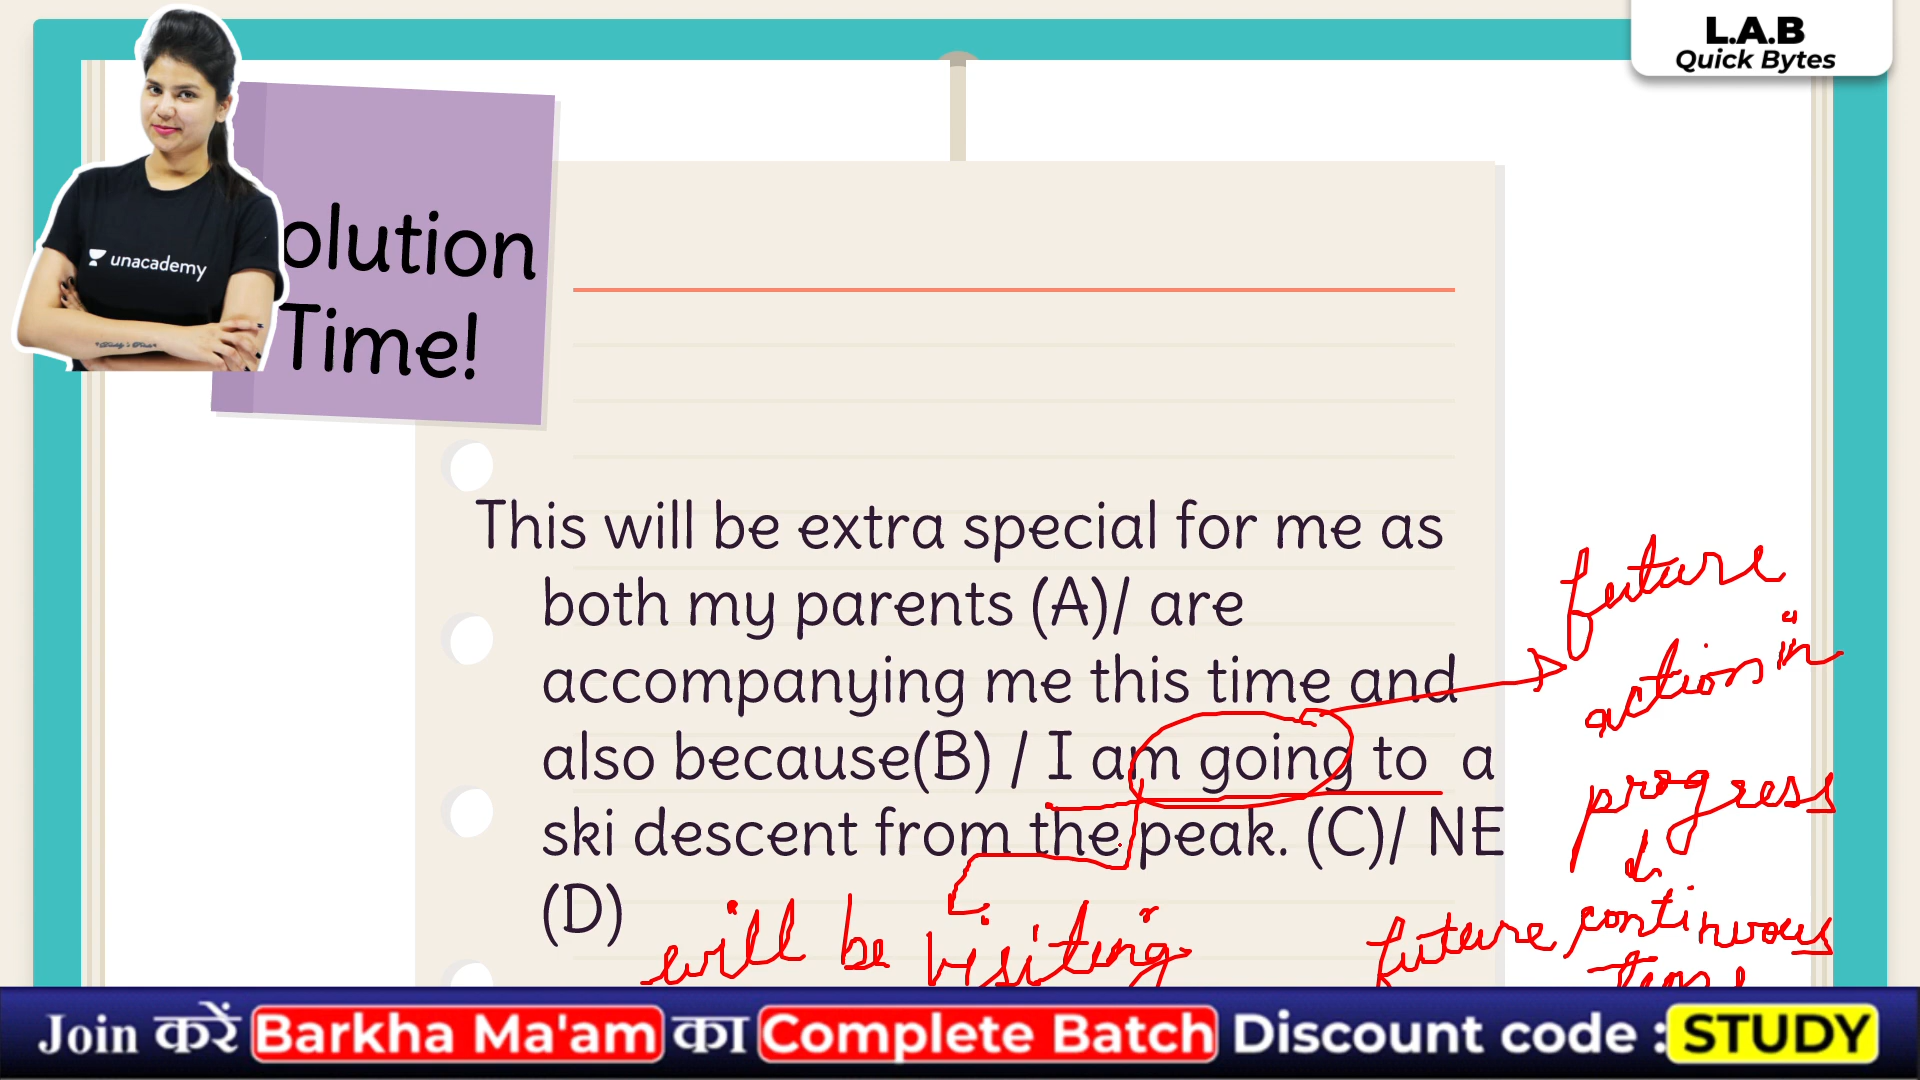 L.A.B
Quick Bytes
unacademy
olution
Time!
This will be extra special for me as
both my parents (A)/ are
accompanying me this time and
also because(B) / I am going to a
ski descent from the peak. (C)/ NE
(D)
future
action in
progress
future continuous
tense
will be visiting
Join करें Barkha Ma'am का Complete Batch Discount code : STUDY